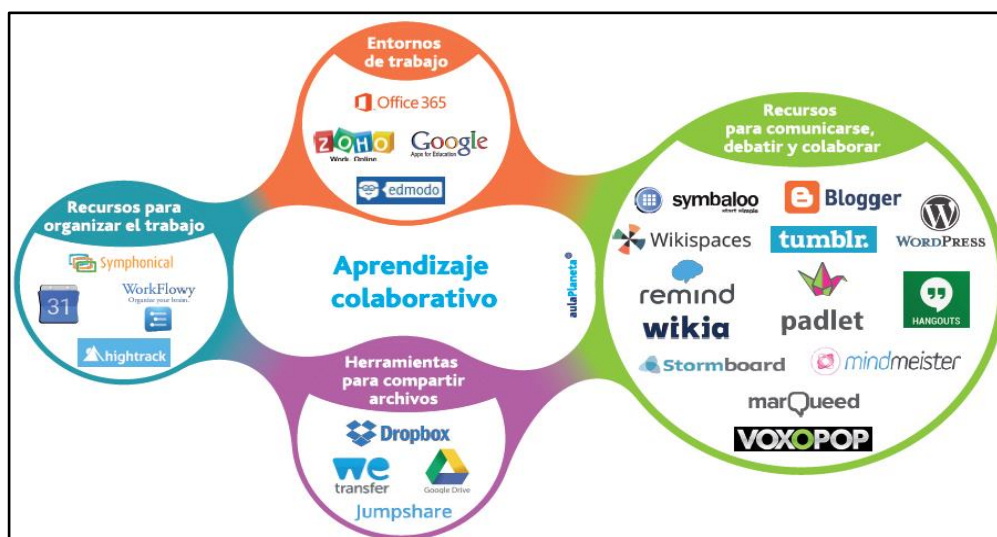 Entornos
de trabajo
Office 365
ZOHO
Work. Online
Google
Apps for Education
edmodo
Recursos para
organizar el trabajo
Symphonical
31
WorkFlowy
Organize your brain.
hightrack
Aprendizaje
colaborativo
aulaPlaneta
Herramientas
para compartir
archivos
Dropbox
we
transfer
Google Drive
Jumpshare
Recursos
para comunicarse,
debatir y colaborar
symbaloo
start simple
Blogger
WORDPRESS
Wikispaces
tumblr.
remind
padlet
HANGOUTS
wikia
Stormboard
mindmeister
marQueed
VOXOPOP